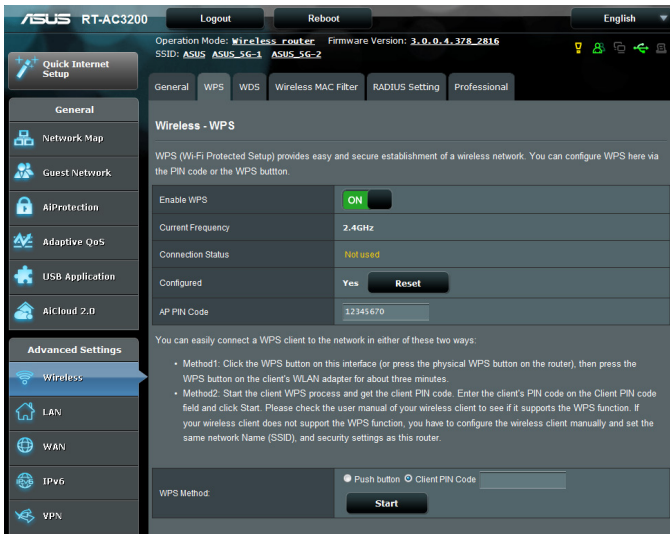 ASUS RT-AC3200
Logout
Reboot
English
Operation Mode: Wireless router Firmware Version: 3.0.0.4.378_2816
SSID: ASUS ASUS_5G-1 ASUS_5G-2
Quick Internet
Setup
General
WPS
WDS
Wireless MAC Filter
RADIUS Setting
Professional
General
Network Map
Guest Network
AiProtection
Adaptive QoS
USB Application
AiCloud 2.0
Advanced Settings
Wireless
LAN
WAN
IPv6
VPN
Wireless - WPS
WPS (Wi-Fi Protected Setup) provides easy and secure establishment of a wireless network. You can configure WPS here via
the PIN code or the WPS buttton.
Enable WPS
ON
Current Frequency
2.4GHz
Connection Status
Not used
Configured
Yes
Reset
AP PIN Code
12345670
You can easily connect a WPS client to the network in either of these two ways:
• Method1: Click the WPS button on this interface (or press the physical WPS button on the router), then press the
WPS button on the client's WLAN adapter for about three minutes.
• Method2: Start the client WPS process and get the client PIN code. Enter the client's PIN code on the Client PIN code
field and click Start. Please check the user manual of your wireless client to see if it supports the WPS function. If
your wireless client does not support the WPS function, you have to configure the wireless client manually and set the
same network Name (SSID), and security settings as this router.
WPS Method:
Push button Client PIN Code
Start